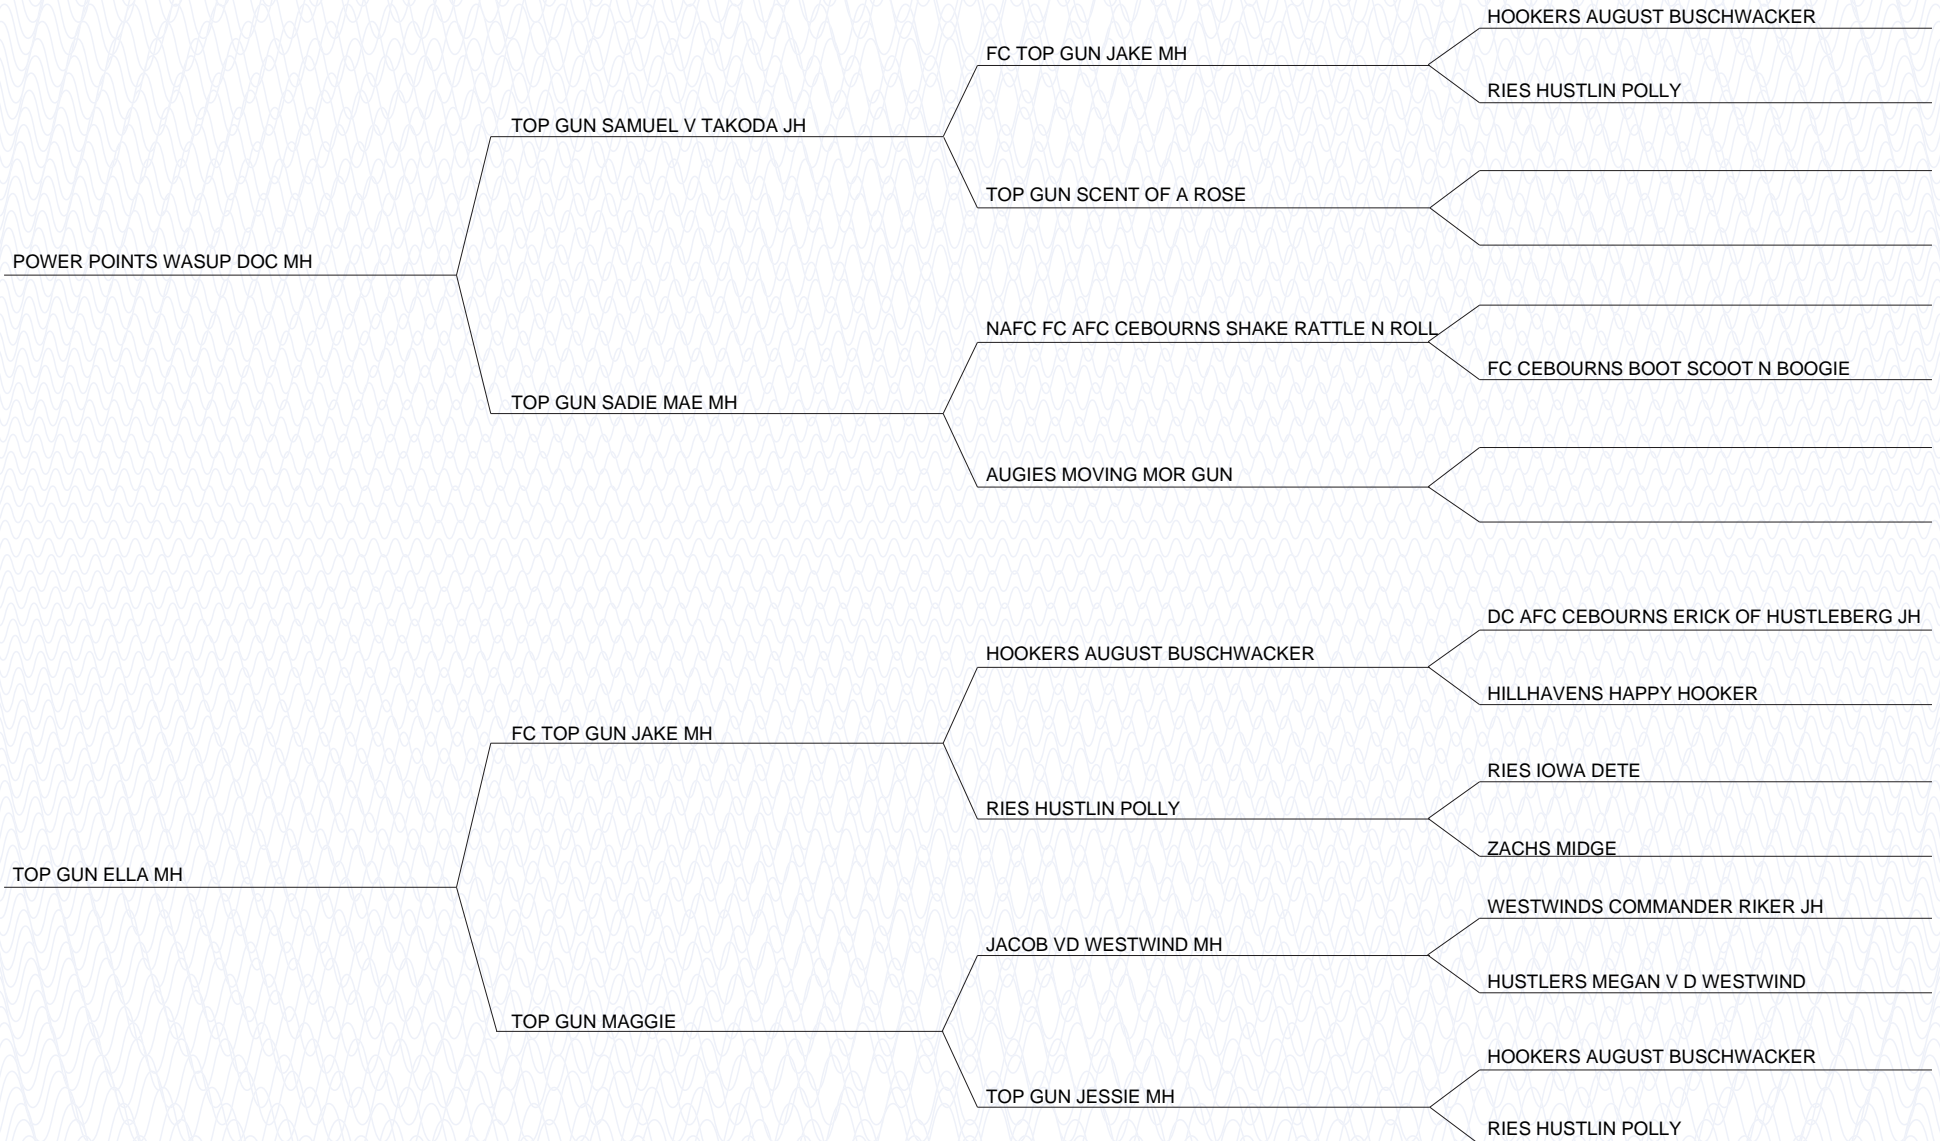 HOOKERS AUGUST BUSCHWACKER
FC TOP GUN JAKE MH
RIES HUSTLIN POLLY
TOP GUN SAMUEL V TAKODA JH
TOP GUN SCENT OF A ROSE
POWER POINTS WASUP DOC MH
NAFC FC AFC CEBOURNS SHAKE RATTLE N ROLL
FC CEBOURNS BOOT SCOOT N BOOGIE
TOP GUN SADIE MAE MH
AUGIES MOVING MOR GUN
DC AFC CEBOURNS ERICK OF HUSTLEBERG JH
HOOKERS AUGUST BUSCHWACKER
HILLHAVENS HAPPY HOOKER
FC TOP GUN JAKE MH
RIES IOWA DETE
RIES HUSTLIN POLLY
ZACHS MIDGE
TOP GUN ELLA MH
WESTWINDS COMMANDER RIKER JH
JACOB VD WESTWIND MH
HUSTLERS MEGAN V D WESTWIND
TOP GUN MAGGIE
HOOKERS AUGUST BUSCHWACKER
TOP GUN JESSIE MH
RIES HUSTLIN POLLY